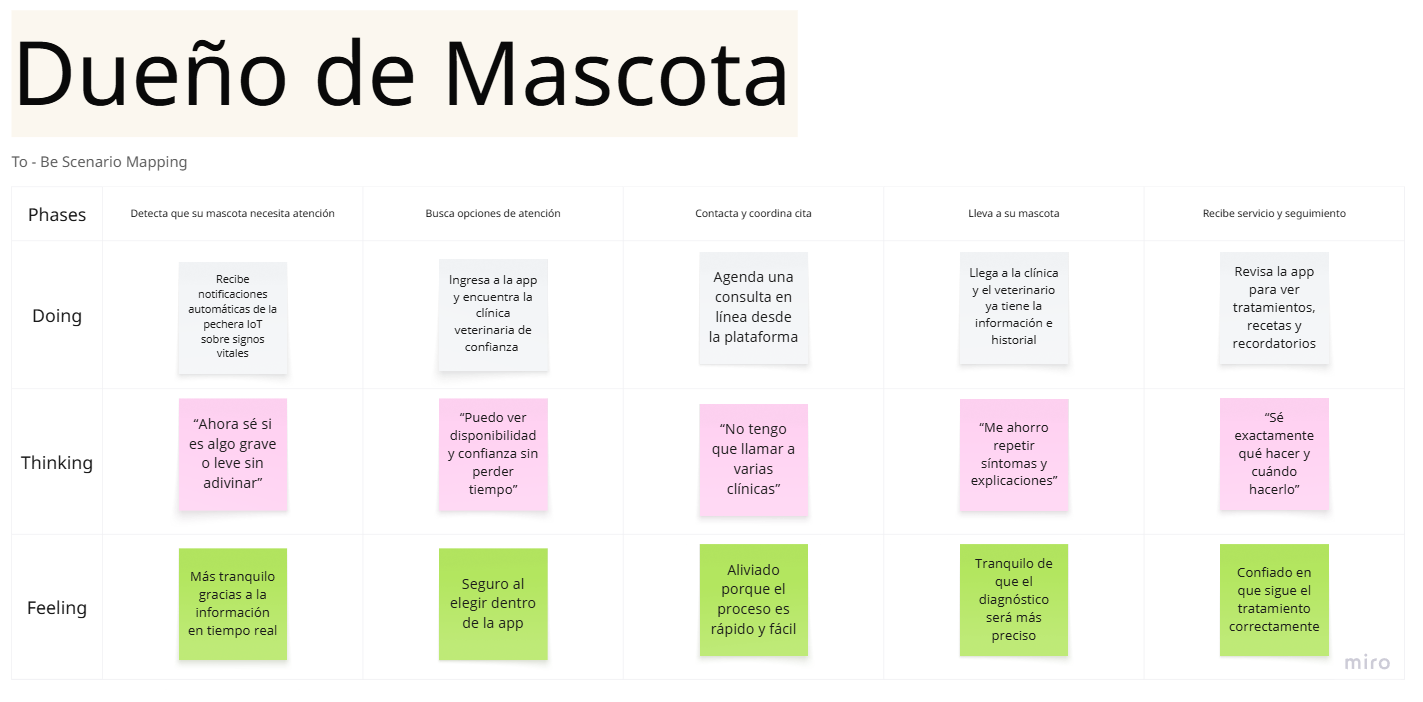 Dueño de Mascota
To - Be Scenario Mapping
Phases
Detecta que su mascota necesita atención
Busca opciones de atención
Contacta y coordina cita
Lleva a su mascota
Recibe servicio y seguimiento
Doing
Recibe
notificaciones
automáticas de la
pechera IoT
sobre signos
vitales
Ingresa a la app
y encuentra la
clínica
veterinaria de
confianza
Agenda una
consulta en
línea desde
la plataforma
Llega a la clínica
y el veterinario
ya tiene la
información e
historial
Revisa la app
para ver
tratamientos,
recetas y
recordatorios
Thinking
“Ahora sé si
es algo grave
o leve sin
adivinar”
“Puedo ver
disponibilidad
y confianza sin
perder
tiempo”
“No tengo
que llamar a
varias
clínicas”
“Me ahorro
repetir
síntomas y
explicaciones”
“Sé
exactamente
qué hacer y
cuándo
hacerlo”
Feeling
Más tranquilo
gracias a la
información
en tiempo real
Seguro al
elegir dentro
de la app
Aliviado
porque el
proceso es
rápido y fácil
Tranquilo de
que el
diagnóstico
será más
preciso
Confiado en
que sigue el
tratamiento
correctamente
miro